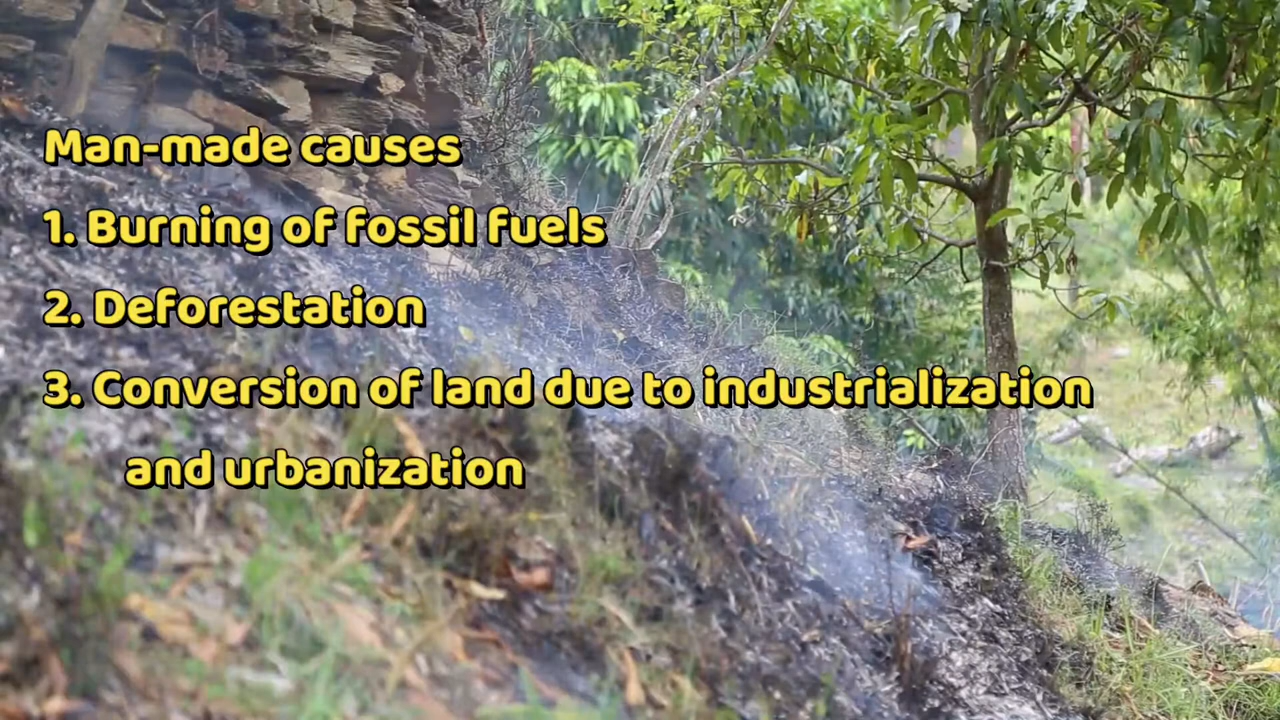 Man-made causes
1. Burning of fossil fuels
2. Deforestation
3. Conversion of land due to industrialization
and urbanization